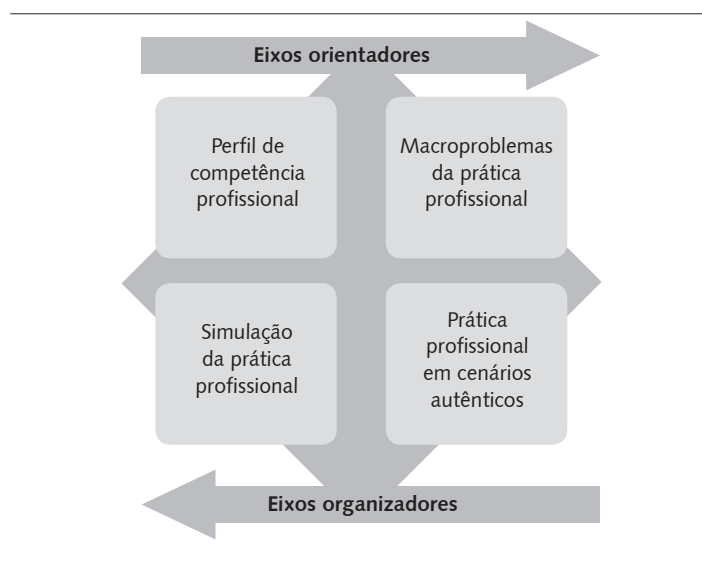 Eixos orientadores
Perfil de
competência
profissional
Macroproblemas
da prática
profissional
Simulação
da prática
profissional
Prática
profissional
em cenários
autênticos
Eixos organizadores